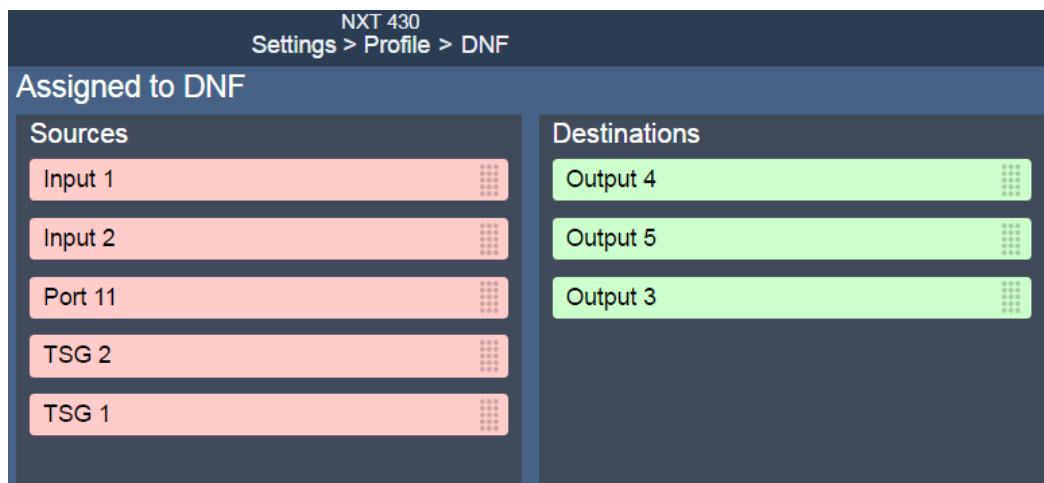 NXT 430
Settings > Profile > DNF
Assigned to DNF
Sources
Input 1
Input 2
Port 11
TSG 2
TSG 1
Destinations
Output 4
Output 5
Output 3